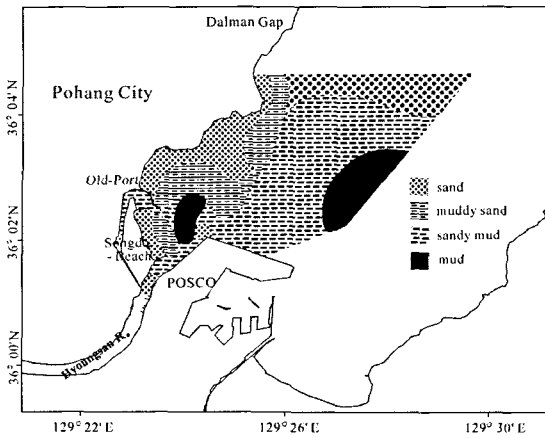 Dalman Gap
Pohang City
36° 04' N
Old-Port
sand
muddy sand
sandy mud
mud
36° 02' N
Songdo
- Beach
POSCO
Hyoungsan R.
36° 00' N
129° 22' E
129° 26' E
129° 30' E